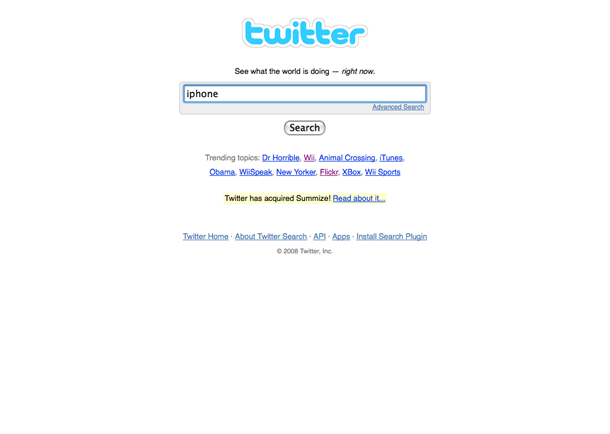 twitter
See what the world is doing — right now.
iphone
Advanced Search
Search
Trending topics: Dr Horrible, Wii, Animal Crossing, iTunes,
Obama, WiiSpeak, New Yorker, Flickr, XBox, Wii Sports
Twitter has acquired Summize! Read about it...
Twitter Home · About Twitter Search · API · Apps · Install Search Plugin
© 2008 Twitter, Inc.